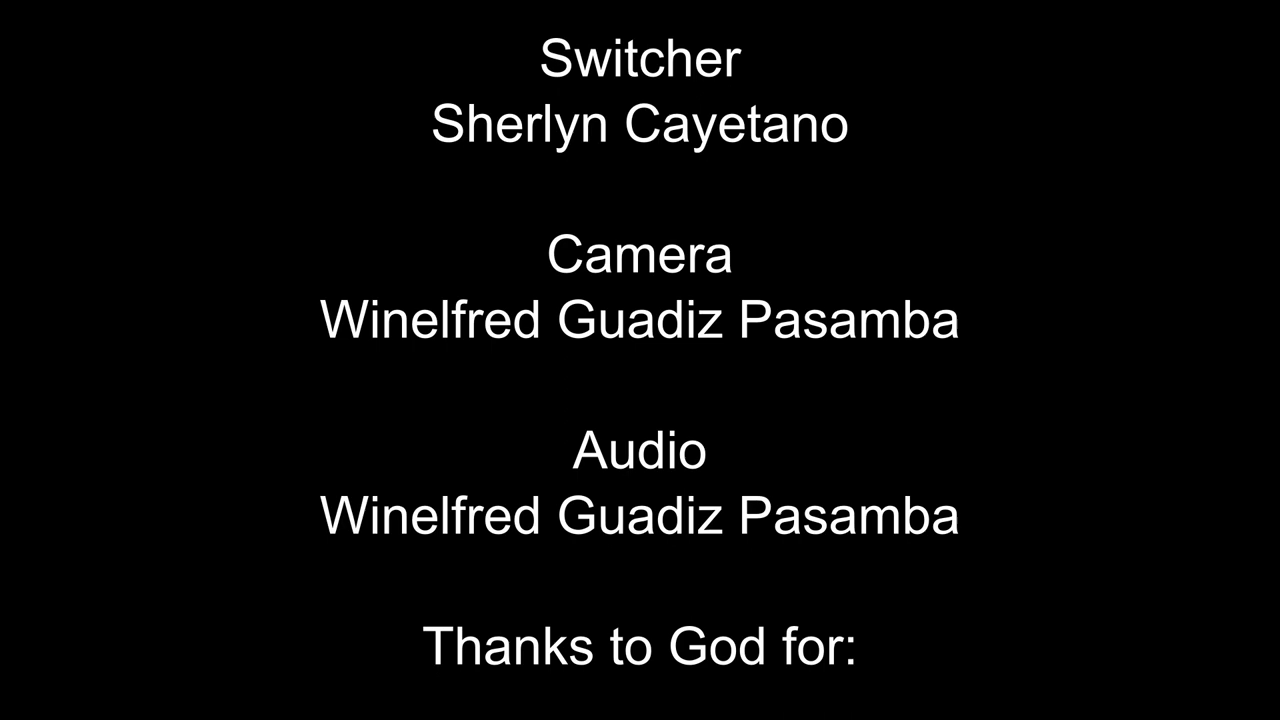 Switcher
Sherlyn Cayetano
Camera
Winelfred Guadiz Pasamba
Audio
Winelfred Guadiz Pasamba
Thanks to God for: